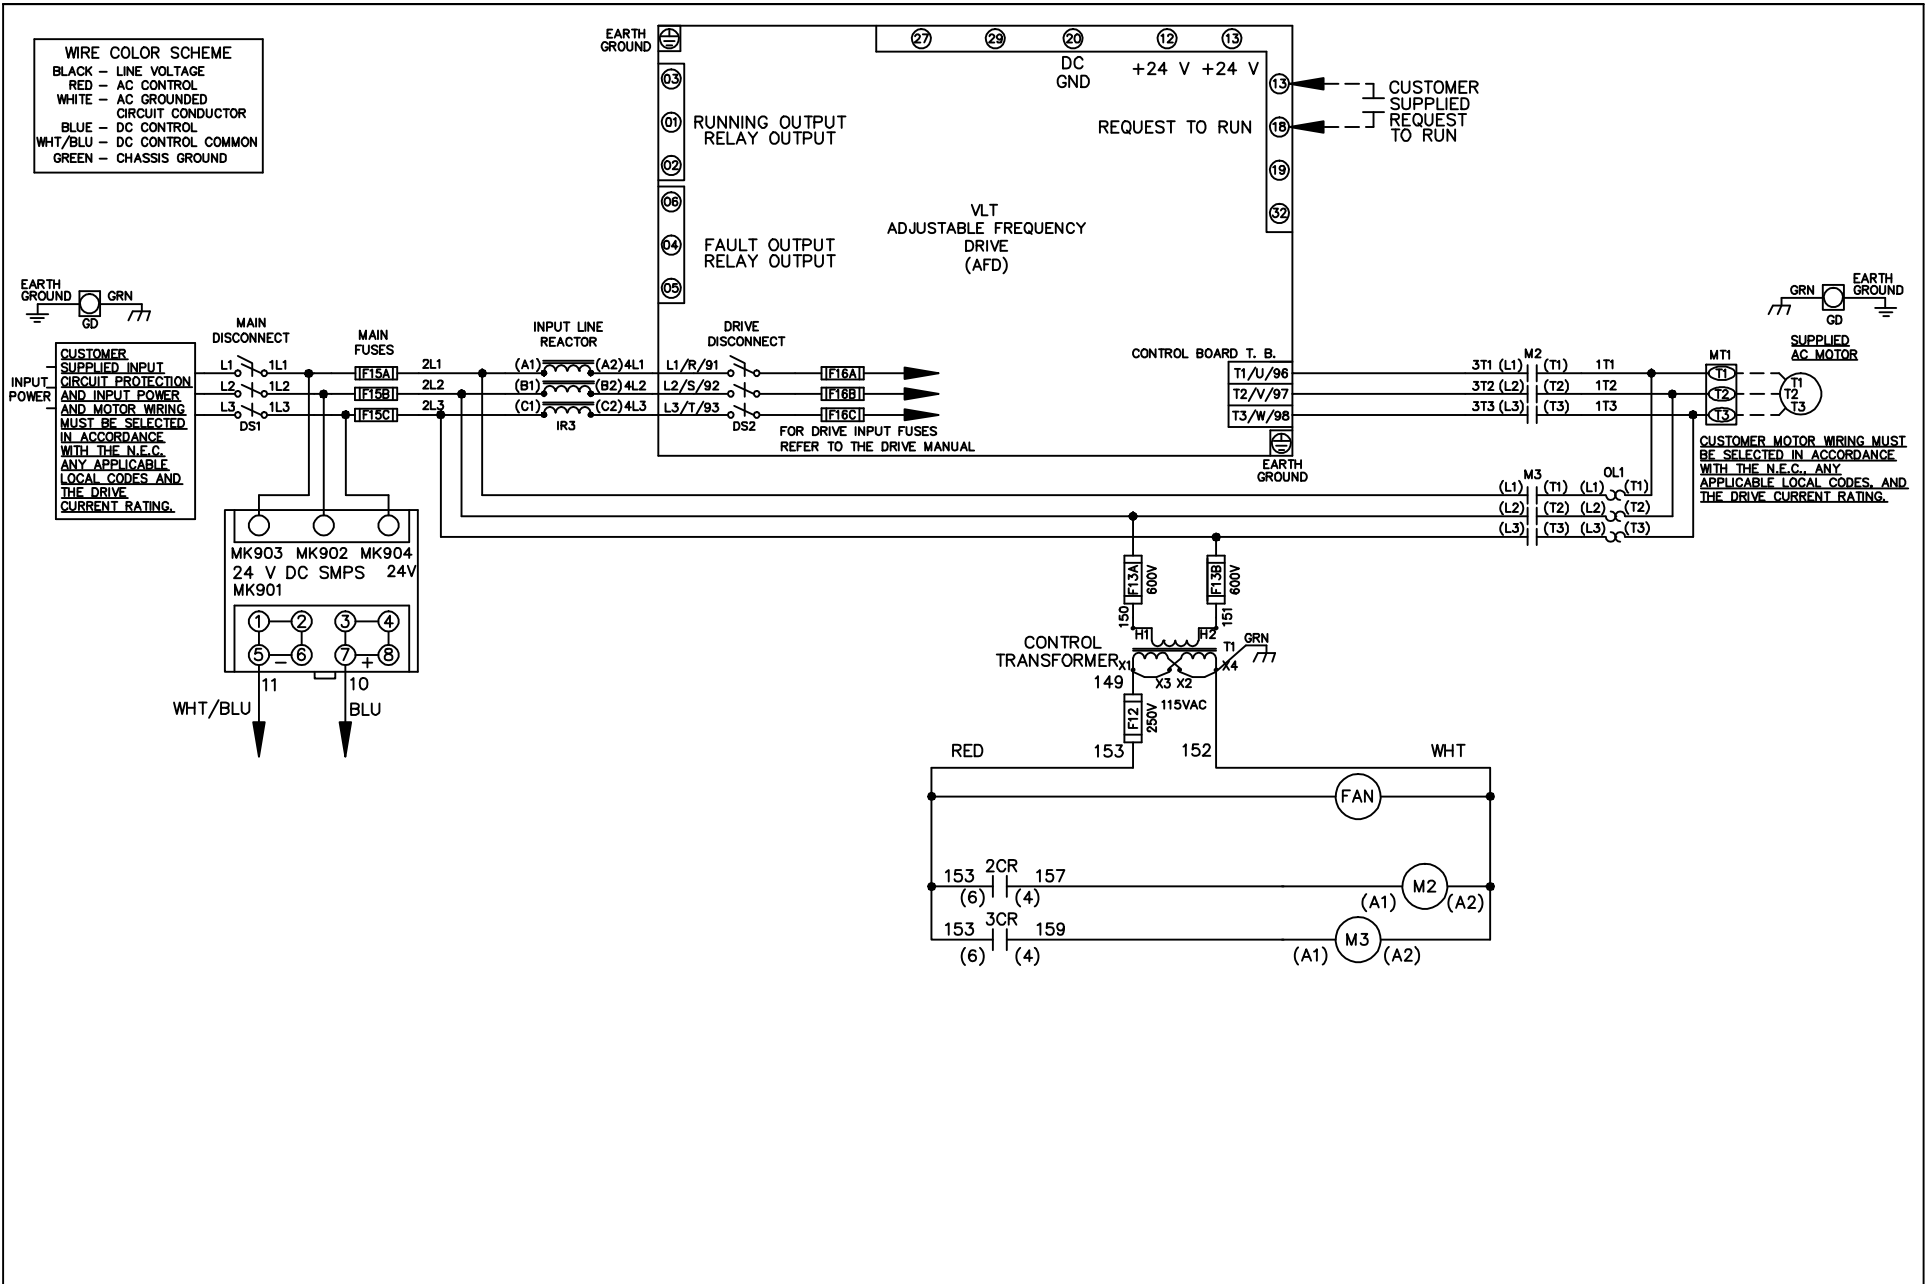 WIRE COLOR SCHEME
BLACK – LINE VOLTAGE
RED – AC CONTROL
WHITE – AC GROUNDED
CIRCUIT CONDUCTOR
BLUE – DC CONTROL
WHT/BLU – DC CONTROL COMMON
GREEN – CHASSIS GROUND
EARTH
GROUND
27 29 20 12 13
DC
GND
+24 V +24 V
03
01
02
RUNNING OUTPUT
RELAY OUTPUT
06
04
05
FAULT OUTPUT
RELAY OUTPUT
13
REQUEST TO RUN 18
19
32
CUSTOMER
SUPPLIED
REQUEST
TO RUN
VLT
ADJUSTABLE FREQUENCY
DRIVE
(AFD)
EARTH
GROUND
GRN
GD
INPUT
POWER
CUSTOMER
SUPPLIED INPUT
CIRCUIT PROTECTION
AND INPUT POWER
AND MOTOR WIRING
MUST BE SELECTED
IN ACCORDANCE
WITH THE N.E.C.
ANY APPLICABLE
LOCAL CODES AND
THE DRIVE
CURRENT RATING.
MAIN
DISCONNECT
L1 1L1
L2 1L2
L3 1L3
DS1
MAIN
FUSES
F15A 2L1
F15B 2L2
F15C 2L3
INPUT LINE
REACTOR
(A1) (A2) 4L1
(B1) (B2) 4L2
(C1) (C2) 4L3
IR3
DRIVE
DISCONNECT
L1/R/91
L2/S/92
L3/T/93
DS2
F16A
F16B
F16C
FOR DRIVE INPUT FUSES
REFER TO THE DRIVE MANUAL
CONTROL BOARD T. B.
T1/U/96
T2/V/97
T3/W/98
EARTH
GROUND
M2
3T1 (L1) (T1) 1T1
3T2 (L2) (T2) 1T2
3T3 (L3) (T3) 1T3
MT1
T1
T2
T3
T1
T2
T3
GRN
EARTH
GROUND
GD
SUPPLIED
AC MOTOR
CUSTOMER MOTOR WIRING MUST
BE SELECTED IN ACCORDANCE
WITH THE N.E.C., ANY
APPLICABLE LOCAL CODES, AND
THE DRIVE CURRENT RATING.
M3 OL1
(L1) (T1) (L1) (T1)
(L2) (T2) (L2) (T2)
(L3) (T3) (L3) (T3)
MK903 MK902 MK904
24 V DC SMPS 24V
MK901
1 2 3 4
5 – 6 7 + 8
11 10
WHT/BLU BLU
F13A 600V F13B 600V
150 151
H1 H2
CONTROL
TRANSFORMER
T1
GRN
X1 X3 X2 X4
149
115VAC
F12 250V
RED 153 152 WHT
FAN
2CR
153 157
(6) (4)
M2
(A1) (A2)
3CR
153 159
(6) (4)
M3
(A1) (A2)